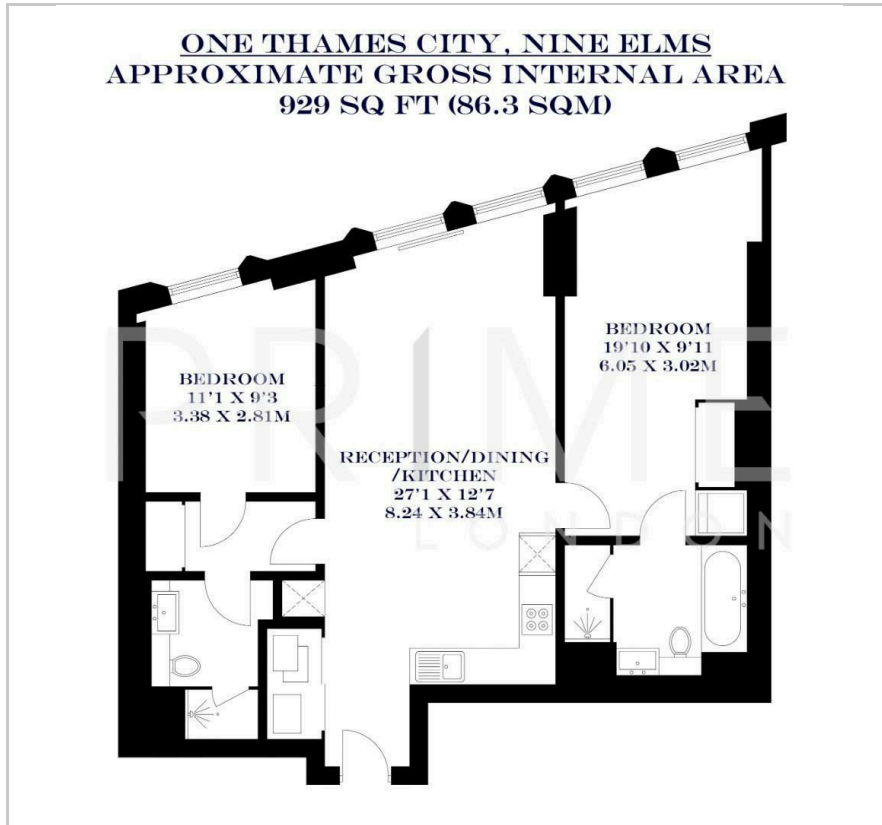 ONE THAMES CITY, NINE ELMS
APPROXIMATE GROSS INTERNAL AREA
929 SQ FT (86.3 SQM)
BEDROOM
19'10 X 9'11
6.05 X 3.02M
BEDROOM
11'1 X 9'3
3.38 X 2.81M
RECEPTION/DINING
/KITCHEN
27'1 X 12'7
8.24 X 3.84M
PRIME
LONDON